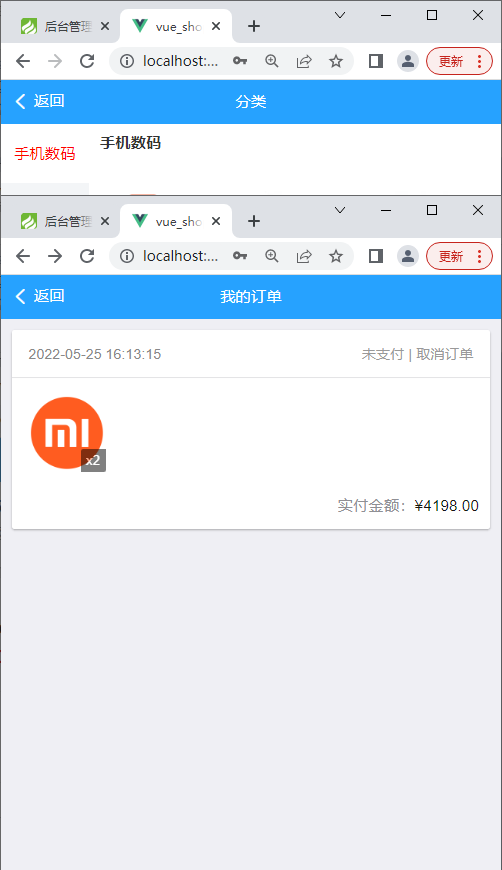 后台管理
vue_sho
localhost:...
更新
返回
分类
手机数码
手机数码
后台管理
vue_sho
localhost:...
更新
返回
我的订单
2022-05-25 16:13:15
未支付 | 取消订单
mi
x2
实付金额：¥4198.00